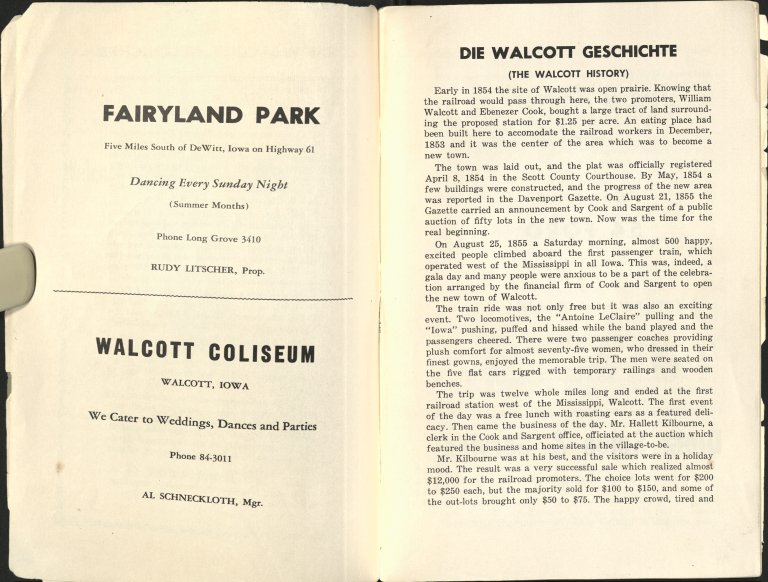 FAIRYLAND PARK
Five Miles South of DeWitt, Iowa on Highway 61
Dancing Every Sunday Night
(Summer Months)
Phone Long Grove 3410
RUDY LITSCHER, Prop.
WALCOTT COLISEUM
WALCOTT, IOWA
We Cater to Weddings, Dances and Parties
Phone 84-3011
AL SCHNECKLOTH, Mgr.
DIE WALCOTT GESCHICHTE
(THE WALCOTT HISTORY)
Early in 1854 the site of Walcott was open prairie. Knowing that
the railroad would pass through here, the two promoters, William
Walcott and Ebenezer Cook, bought a large tract of land surround-
ing the proposed station for $1.25 per acre. An eating place had
been built here to accomodate the railroad workers in December,
1853 and it was the center of the area which was to become a
new town.
The town was laid out, and the plat was officially registered
April 8, 1854 in the Scott County Courthouse. By May, 1854 a
few buildings were constructed, and the progress of the new area
was reported in the Davenport Gazette. On August 21, 1855 the
Gazette carried an announcement by Cook and Sargent of a public
auction of fifty lots in the new town. Now was the time for the
real beginning.
On August 25, 1855 a Saturday morning, almost 500 happy,
excited people climbed aboard the first passenger train, which
operated west of the Mississippi in all Iowa. This was, indeed, a
gala day and many people were anxious to be a part of the celebra-
tion arranged by the financial firm of Cook and Sargent to open
the new town of Walcott.
The train ride was not only free but it was also an exciting
event. Two locomotives, the "Antoine LeClaire" pulling and the
"Iowa" pushing, puffed and hissed while the band played and the
passengers cheered. There were two passenger coaches providing
plush comfort for almost seventy-five women, who dressed in their
finest gowns, enjoyed the memorable trip. The men were seated on
the five flat cars rigged with temporary railings and wooden
benches.
The trip was twelve whole miles long and ended at the first
railroad station west of the Mississippi, Walcott. The first event
of the day was a free lunch with roasting ears as a featured deli-
cacy. Then came the business of the day. Mr. Hallett Kilbourne, a
clerk in the Cook and Sargent office, officiated at the auction which
featured the business and home sites in the village-to-be.
Mr. Kilbourne was at his best, and the visitors were in a holiday
mood. The result was a very successful sale which realized almost
$12,000 for the railroad promoters. The choice lots went for $200
to $250 each, but the majority sold for $100 to $150, and some of
the out-lots brought only $50 to $75. The happy crowd, tired and